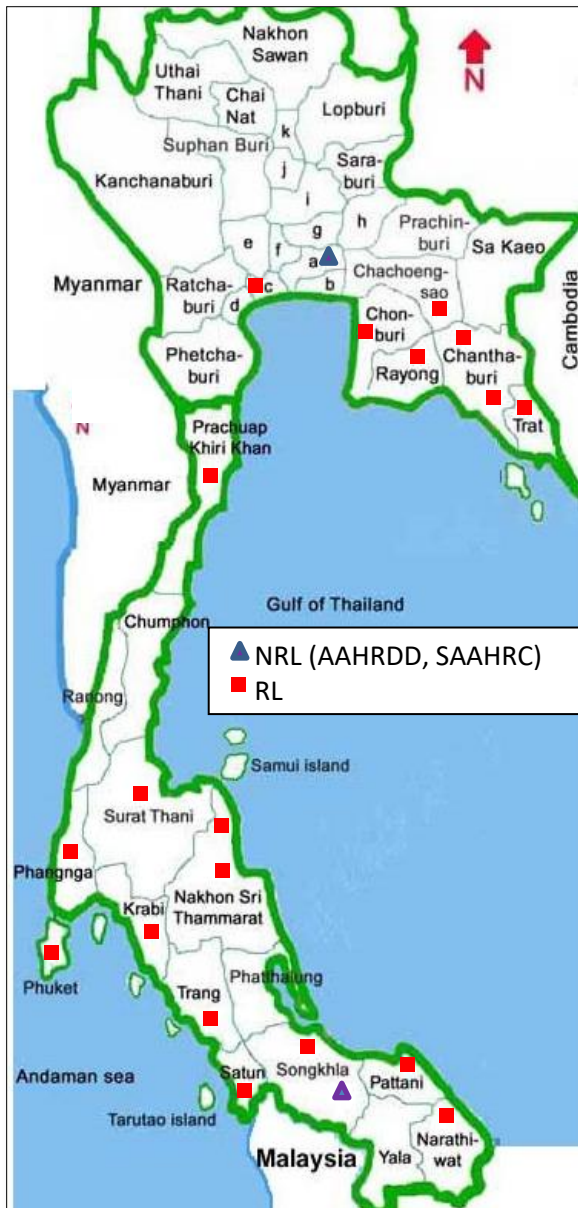 Nakhon
Sawan
N
Uthai
Thani
Chai
Nat
Lopburi
k
Suphan Buri
Sara-
buri
j
Kanchanaburi
i
h
Prachin-
buri
g
Sa Kaeo
e
f
a
Chachoeng-
sao
Myanmar
Ratcha-
buri
c
b
d
Chon-
buri
Cambodia
Phetcha-
buri
Rayong
Chantha-
buri
Trat
N
Prachuap
Khiri Khan
Myanmar
Gulf of Thailand
Chumphon
NRL (AAHRDD, SAAHRC)
RL
Ranong
Samui island
Surat Thani
Phangnga
Krabi
Nakhon Sri
Thammarat
Phatthalung
Phuket
Trang
Songkhla
Andaman sea
Satun
Pattani
Tarutao island
Narathi-
wat
Malaysia
Yala